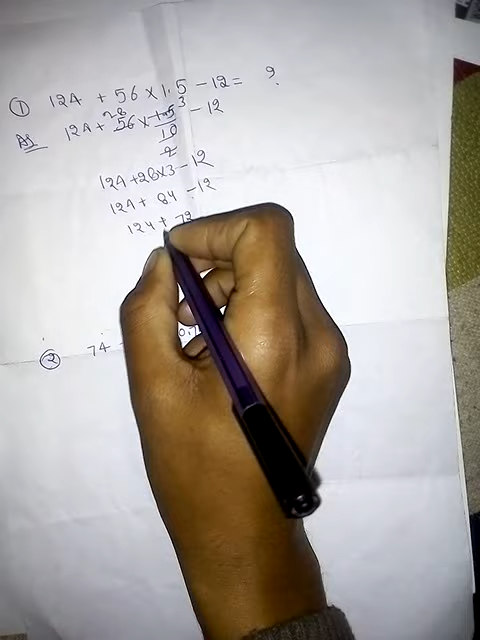 ① 124 + 56 × 1.5 - 12 = ?
AS 124 + 56 28 × 15 3 / 10 2 - 12
124 + 28 × 3 - 12
124 + 84 - 12
124 + 72
② 74